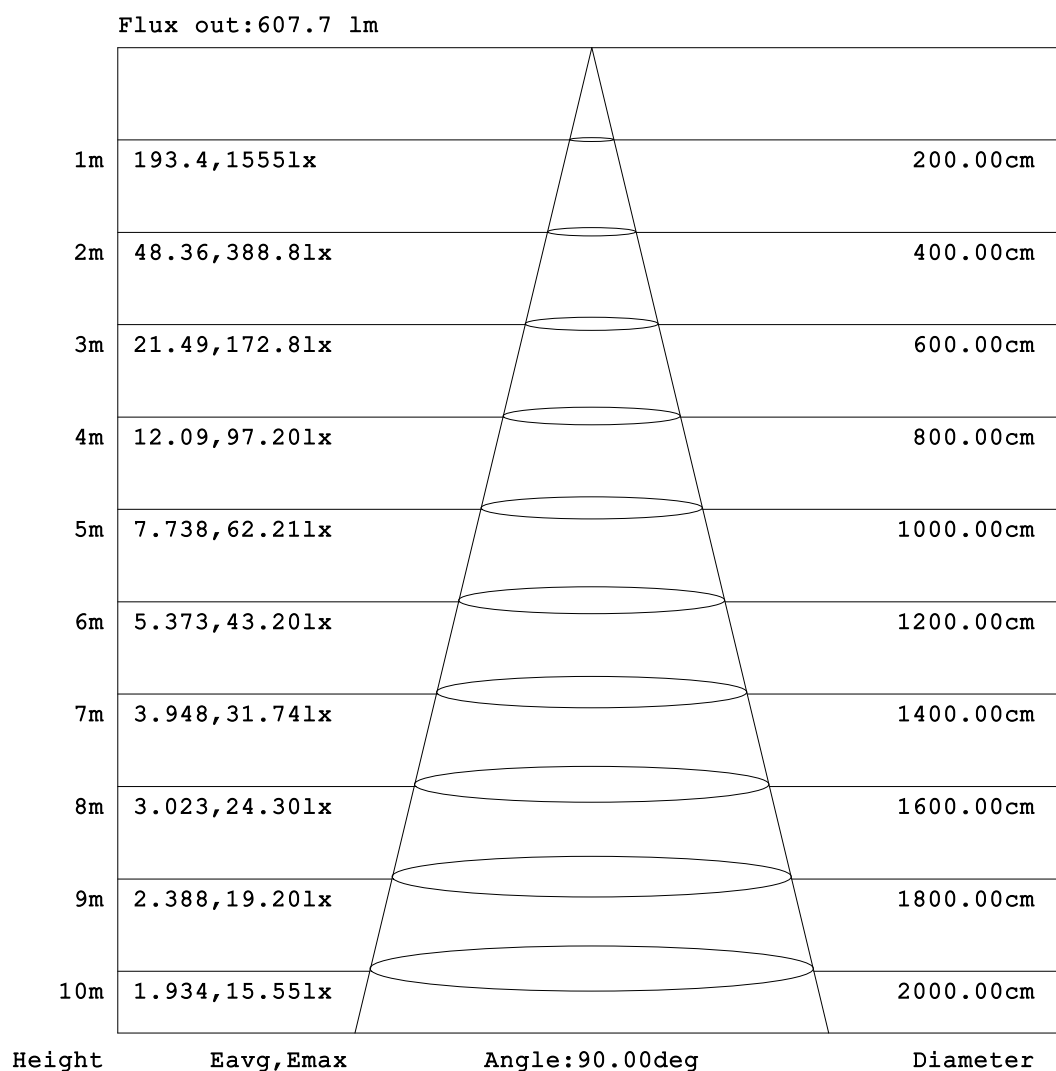 Flux out:607.7 lm
1m 193.4,1555lx 200.00cm
2m 48.36,388.8lx 400.00cm
3m 21.49,172.8lx 600.00cm
4m 12.09,97.20lx 800.00cm
5m 7.738,62.21lx 1000.00cm
6m 5.373,43.20lx 1200.00cm
7m 3.948,31.74lx 1400.00cm
8m 3.023,24.30lx 1600.00cm
9m 2.388,19.20lx 1800.00cm
10m 1.934,15.55lx 2000.00cm
Height Eavg,Emax Angle:90.00deg Diameter